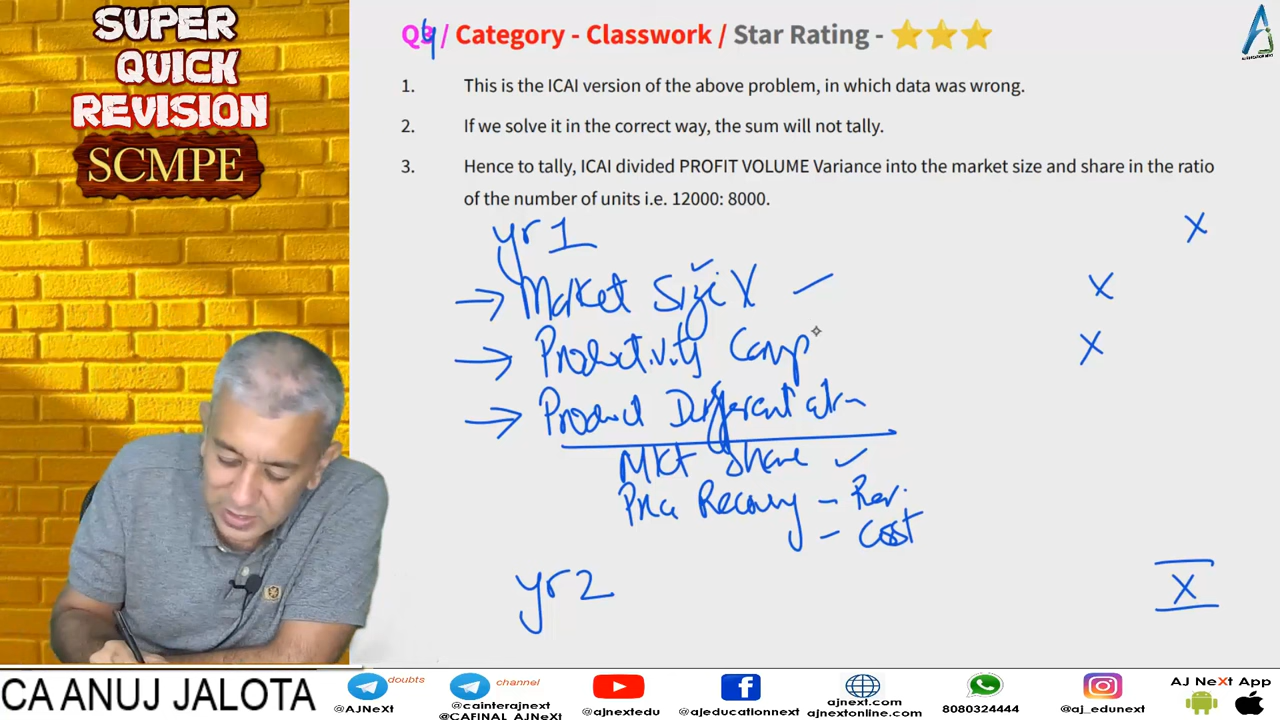 SUPER
QUICK
REVISION
SCMPE
Q4 / Category - Classwork / Star Rating -
1. This is the ICAI version of the above problem, in which data was wrong.
2. If we solve it in the correct way, the sum will not tally.
3. Hence to tally, ICAI divided PROFIT VOLUME Variance into the market size and share in the ratio
of the number of units i.e. 12000: 8000.
yr 1 X
→ Market Size X
→ Productivity Comp X
→ Product Differentiation
Mkt Share ✓
Price Recovery - Rev.
- Cost
yr 2 X
CA ANUJ JALOTA
doubts
@AJNeXt
channel
@cainterajnext
@CAFINAL_AJNeXt
@ajnextedu
@ajeducationnext
ajnext.com
ajnextonline.com
8080324444
@aj_edunext
AJ NeXt App